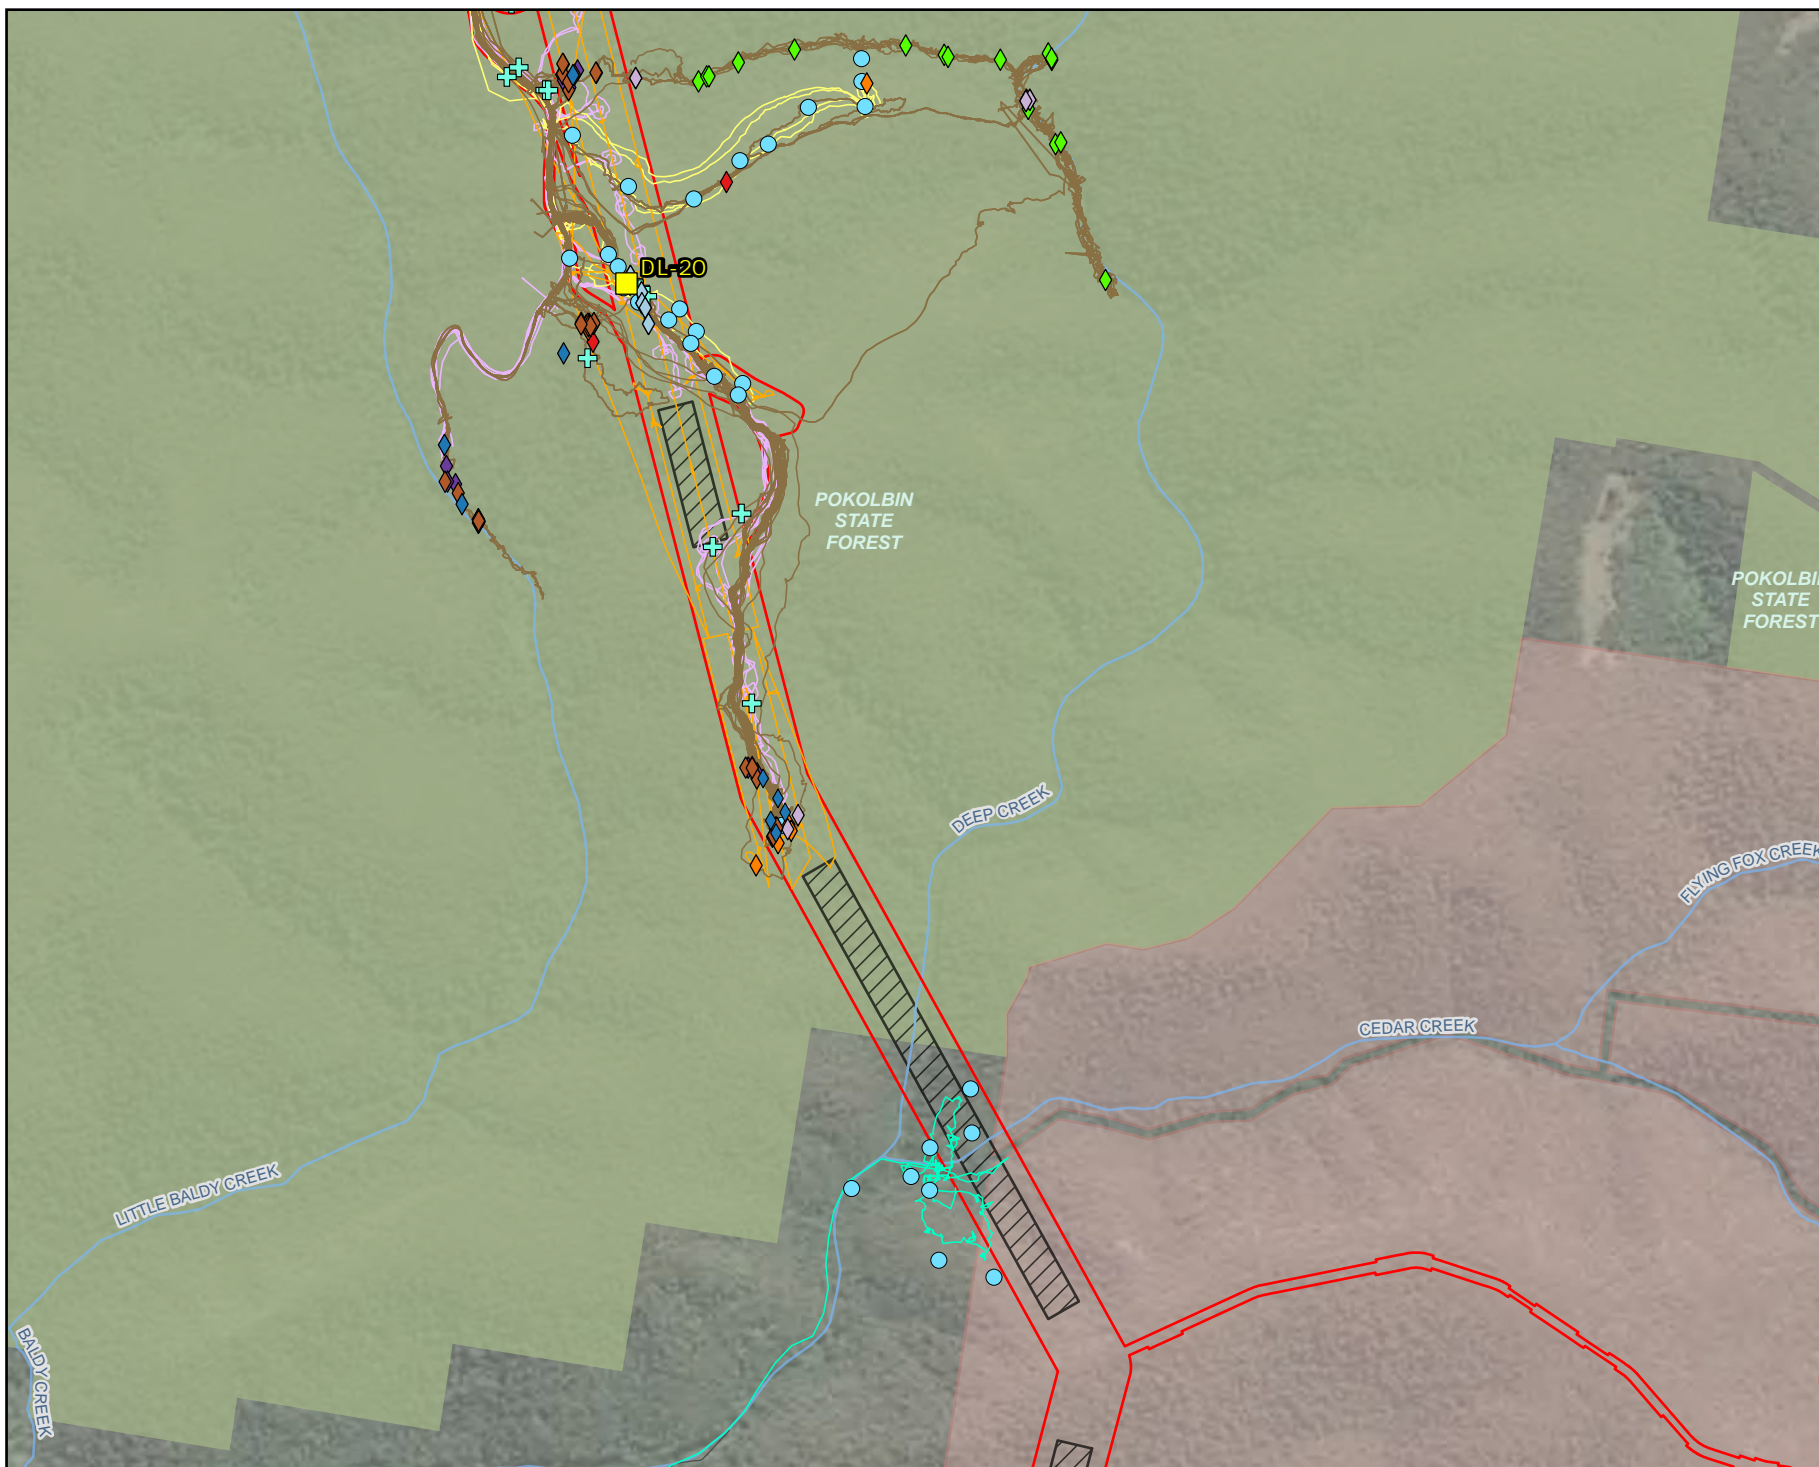 DL-20
POKOLBIN
STATE
FOREST
STATE
FOREST
DEEP CREEK
FLYING FOX CREEK
CEDAR CREEK
LITTLE BALDY CREEK
BALDY CREEK